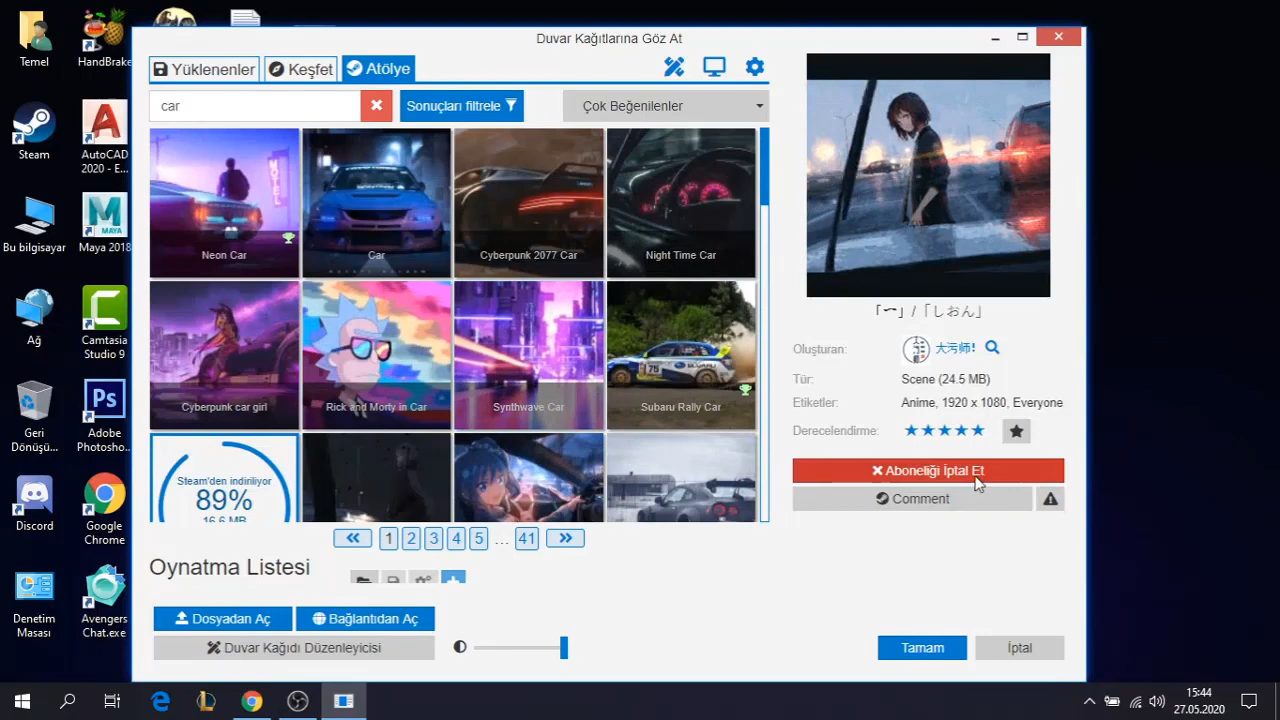 Temel
HandBrake
Steam
AutoCAD
2020 - E...
Bu bilgisayar
Maya 2018
Ağ
Camtasia
Studio 9
Geri
Dönüşü...
Adobe
Photosho...
Discord
Google
Chrome
Denetim
Masası
Avengers
Chat.exe
Duvar Kağıtlarına Göz At
Yüklenenler
Keşfet
Atölye
car
Sonuçları filtrele
Çok Beğenilenler
MOTEL
Neon Car
Car
Cyberpunk 2077 Car
Night Time Car
Cyberpunk car girl
Rick and Morty in Car
Synthwave Car
Subaru Rally Car
Steam'den indiriliyor
89%
16.6 MB
« 1 2 3 4 5 ... 41 »
Oynatma Listesi
Dosyadan Aç
Bağlantıdan Aç
Duvar Kağıdı Düzenleyicisi
「一」/「しおん」
Oluşturan: 大污师!
Tür: Scene (24.5 MB)
Etiketler: Anime, 1920 x 1080, Everyone
Derecelendirme:
Aboneliği İptal Et
Comment
Tamam
İptal
15:44
27.05.2020